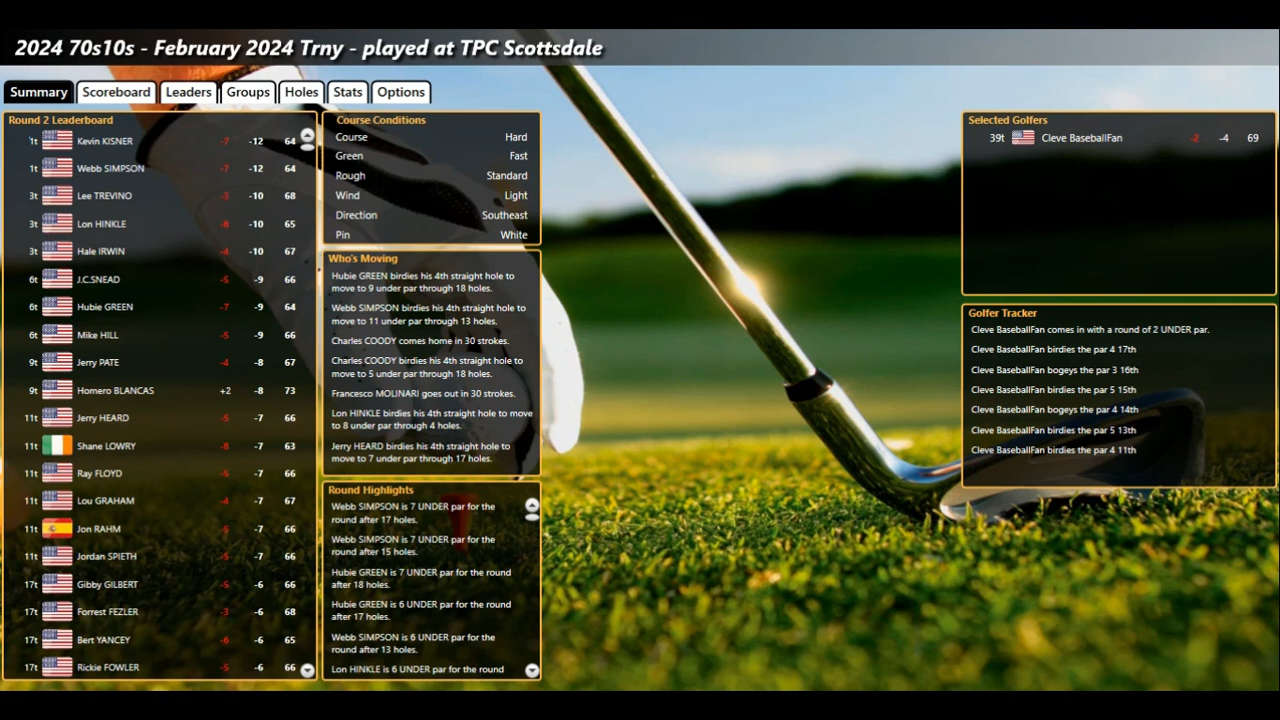 2024 70s10s - February 2024 Trny - played at TPC Scottsdale
Summary Scoreboard Leaders Groups Holes Stats Options
Round 2 Leaderboard
1t Kevin KISNER -7 -12 64
1t Webb SIMPSON -7 -12 64
3t Lee TREVINO -3 -10 68
3t Lon HINKLE -6 -10 65
3t Hale IRWIN -4 -10 67
6t J.C.SNEAD -5 -9 66
6t Hubie GREEN -7 -9 64
6t Mike HILL -5 -9 66
9t Jerry PATE -4 -8 67
9t Homero BLANCAS +2 -8 73
11t Jerry HEARD -5 -7 66
11t Shane LOWRY -8 -7 63
11t Ray FLOYD -5 -7 66
11t Lou GRAHAM -4 -7 67
11t Jon RAHM -5 -7 66
11t Jordan SPIETH -5 -7 66
17t Gibby GILBERT -5 -6 66
17t Forrest FEZLER -3 -6 68
17t Bert YANCEY -6 -6 65
17t Rickie FOWLER -5 -6 66
Course Conditions
Course Hard
Green Fast
Rough Standard
Wind Light
Direction Southeast
Pin White
Who's Moving
Hubie GREEN birdies his 4th straight hole to
move to 9 under par through 18 holes.
Webb SIMPSON birdies his 4th straight hole to
move to 11 under par through 13 holes.
Charles COODY comes home in 30 strokes.
Charles COODY birdies his 4th straight hole to
move to 5 under par through 18 holes.
Francesco MOLINARI goes out in 30 strokes.
Lon HINKLE birdies his 4th straight hole to move
to 8 under par through 4 holes.
Jerry HEARD birdies his 4th straight hole to
move to 7 under par through 17 holes.
Round Highlights
Webb SIMPSON is 7 UNDER par for the
round after 17 holes.
Webb SIMPSON is 7 UNDER par for the
round after 15 holes.
Hubie GREEN is 7 UNDER par for the round
after 18 holes.
Hubie GREEN is 6 UNDER par for the round
after 17 holes.
Webb SIMPSON is 6 UNDER par for the
round after 13 holes.
Lon HINKLE is 6 UNDER par for the round
Selected Golfers
39t Cleve BaseballFan -2 -4 69
Golfer Tracker
Cleve BaseballFan comes in with a round of 2 UNDER par.
Cleve BaseballFan birdies the par 4 17th
Cleve BaseballFan bogeys the par 3 16th
Cleve BaseballFan birdies the par 5 15th
Cleve BaseballFan bogeys the par 4 14th
Cleve BaseballFan birdies the par 5 13th
Cleve BaseballFan birdies the par 4 11th